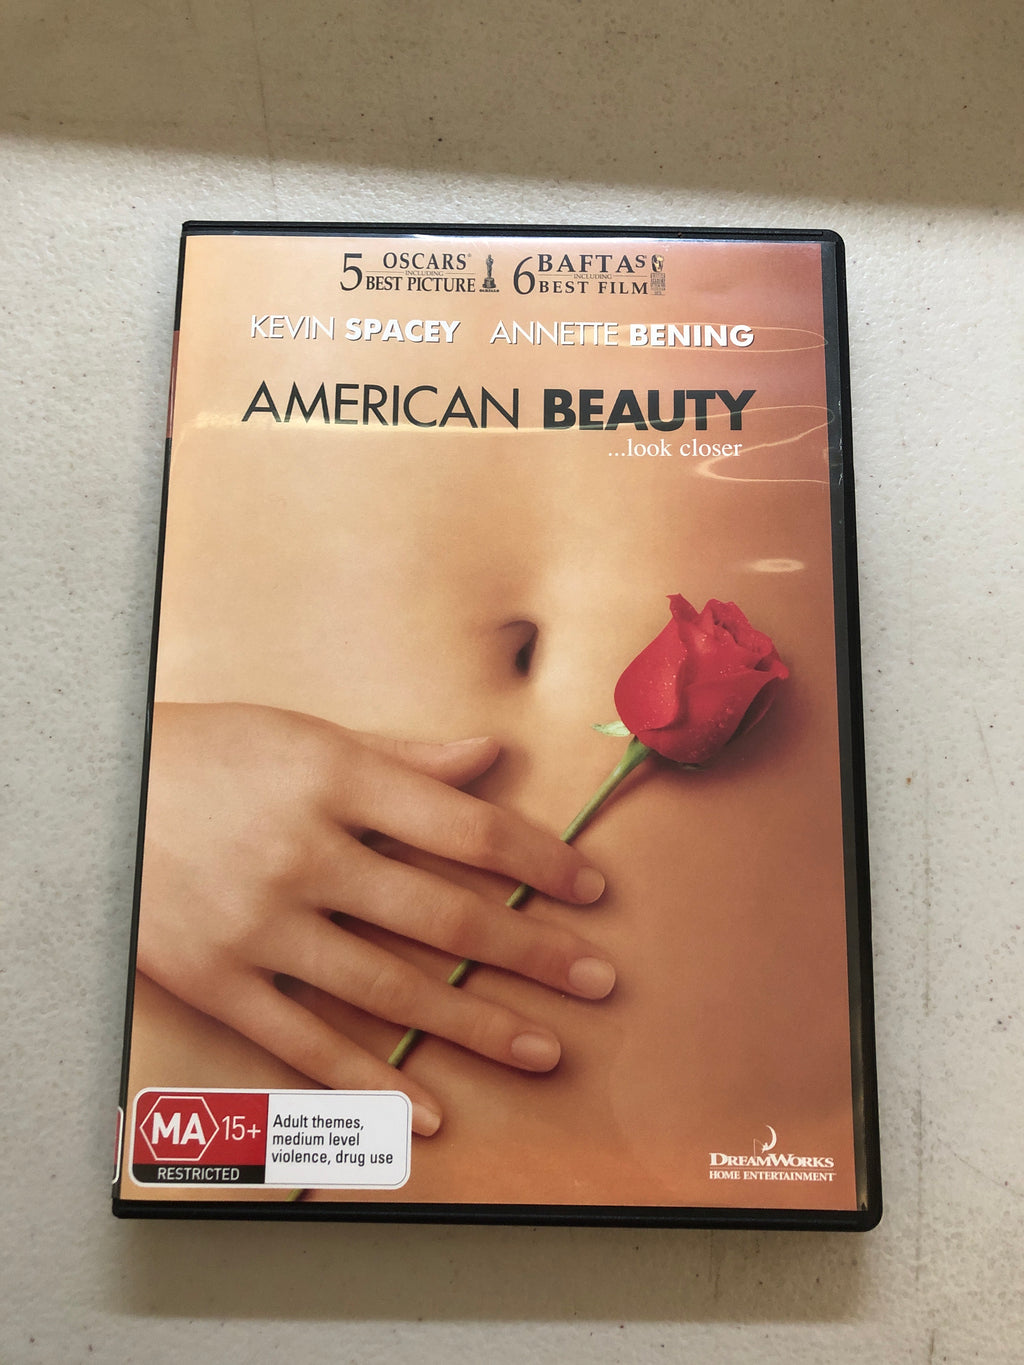 5 OSCARS® INCLUDING BEST PICTURE
6 BAFTAS® INCLUDING BEST FILM
KEVIN SPACEY ANNETTE BENING
AMERICAN BEAUTY
...look closer
MA 15+
RESTRICTED
Adult themes,
medium level
violence, drug use
DREAMWORKS
HOME ENTERTAINMENT